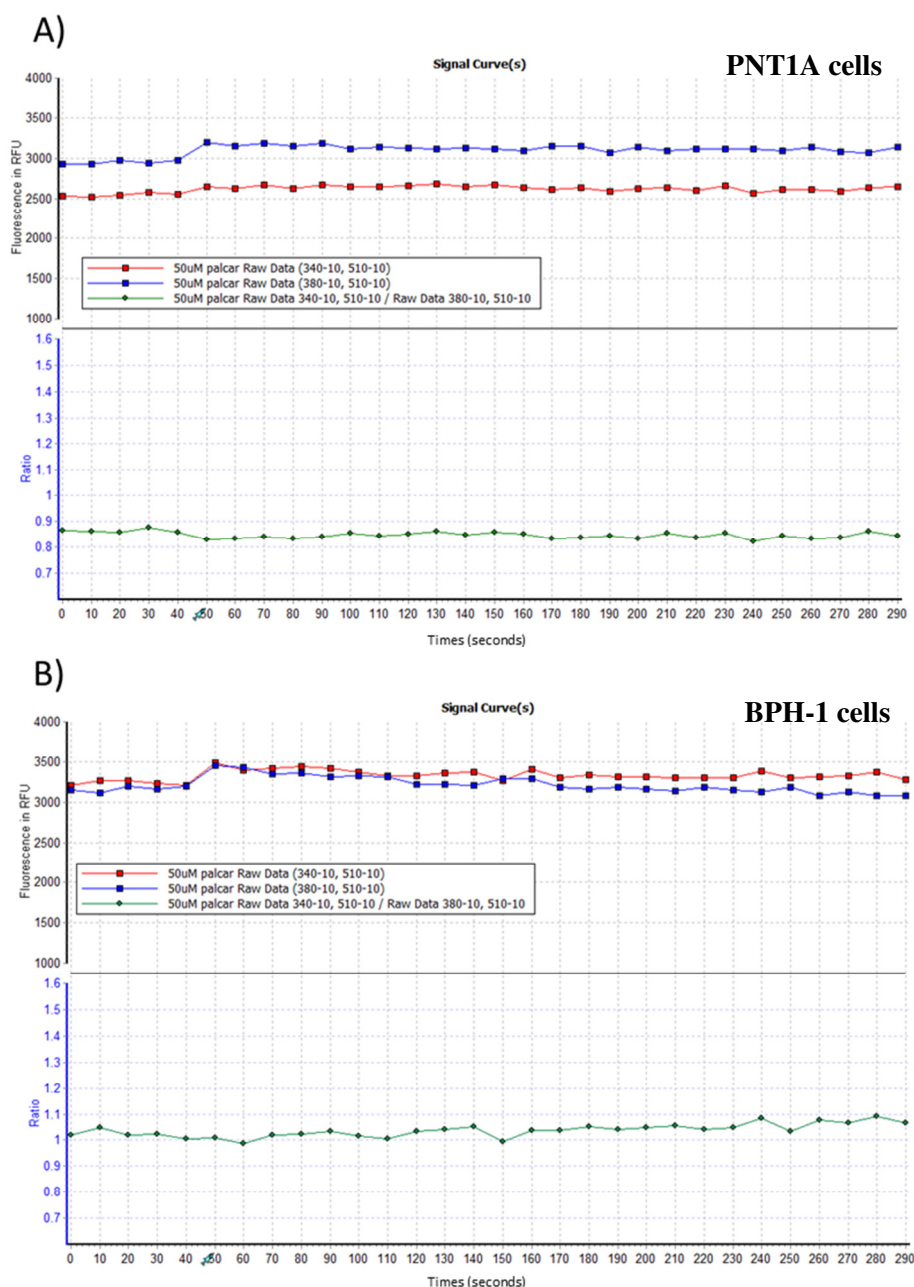 A)
Signal Curve(s)
PNT1A cells
4000
3500
3000
2500
2000
1500
1000
Fluorescence in RFU
50uM palcar Raw Data (340-10, 510-10)
50uM palcar Raw Data (380-10, 510-10)
50uM palcar Raw Data 340-10, 510-10 / Raw Data 380-10, 510-10
1.6
1.5
1.4
1.3
1.2
1.1
1
0.9
0.8
0.7
Ratio
0 10 20 30 40 50 60 70 80 90 100 110 120 130 140 150 160 170 180 190 200 210 220 230 240 250 260 270 280 290
Times (seconds)
B)
Signal Curve(s)
BPH-1 cells
4000
3500
3000
2500
2000
1500
1000
Fluorescence in RFU
50uM palcar Raw Data (340-10, 510-10)
50uM palcar Raw Data (380-10, 510-10)
50uM palcar Raw Data 340-10, 510-10 / Raw Data 380-10, 510-10
1.6
1.5
1.4
1.3
1.2
1.1
1
0.9
0.8
0.7
Ratio
0 10 20 30 40 50 60 70 80 90 100 110 120 130 140 150 160 170 180 190 200 210 220 230 240 250 260 270 280 290
Times (seconds)